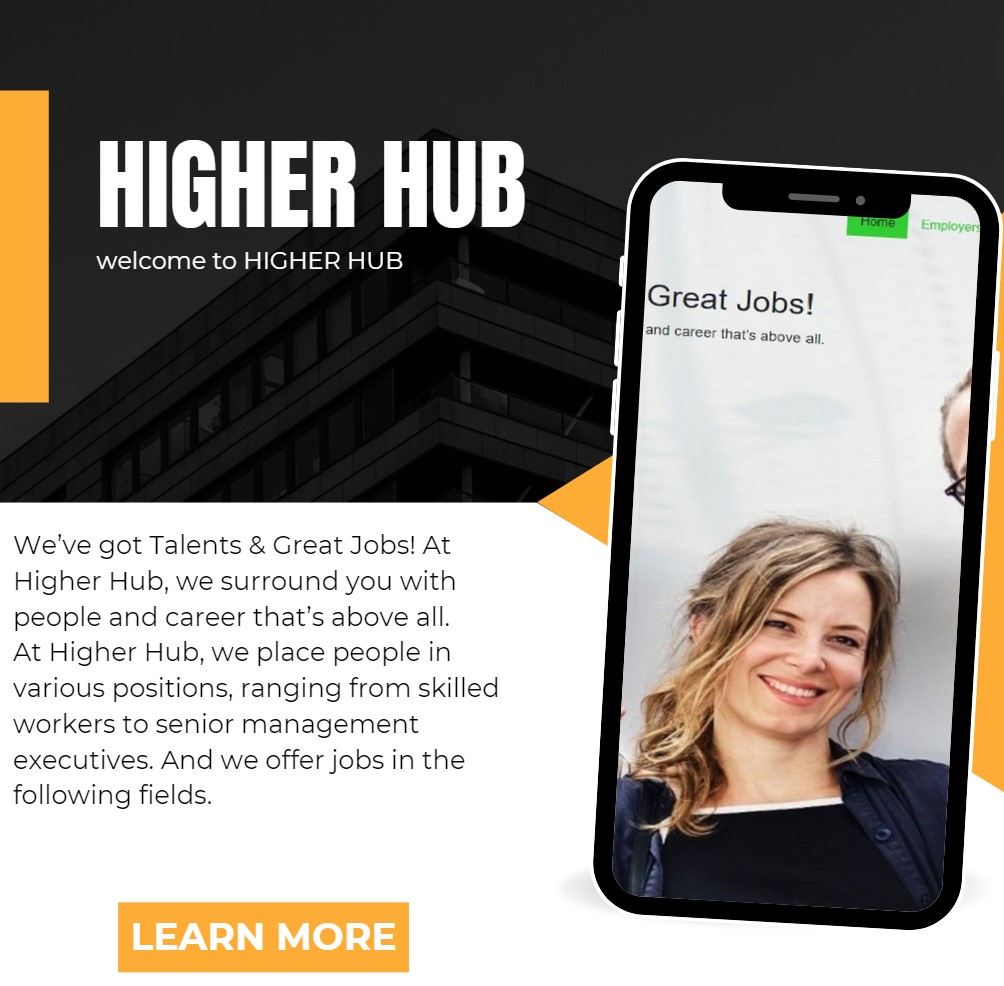 HIGHER HUB
welcome to HIGHER HUB
Home
Employers
Great Jobs!
and career that's above all.
We’ve got Talents & Great Jobs! At
Higher Hub, we surround you with
people and career that’s above all.
At Higher Hub, we place people in
various positions, ranging from skilled
workers to senior management
executives. And we offer jobs in the
following fields.
LEARN MORE